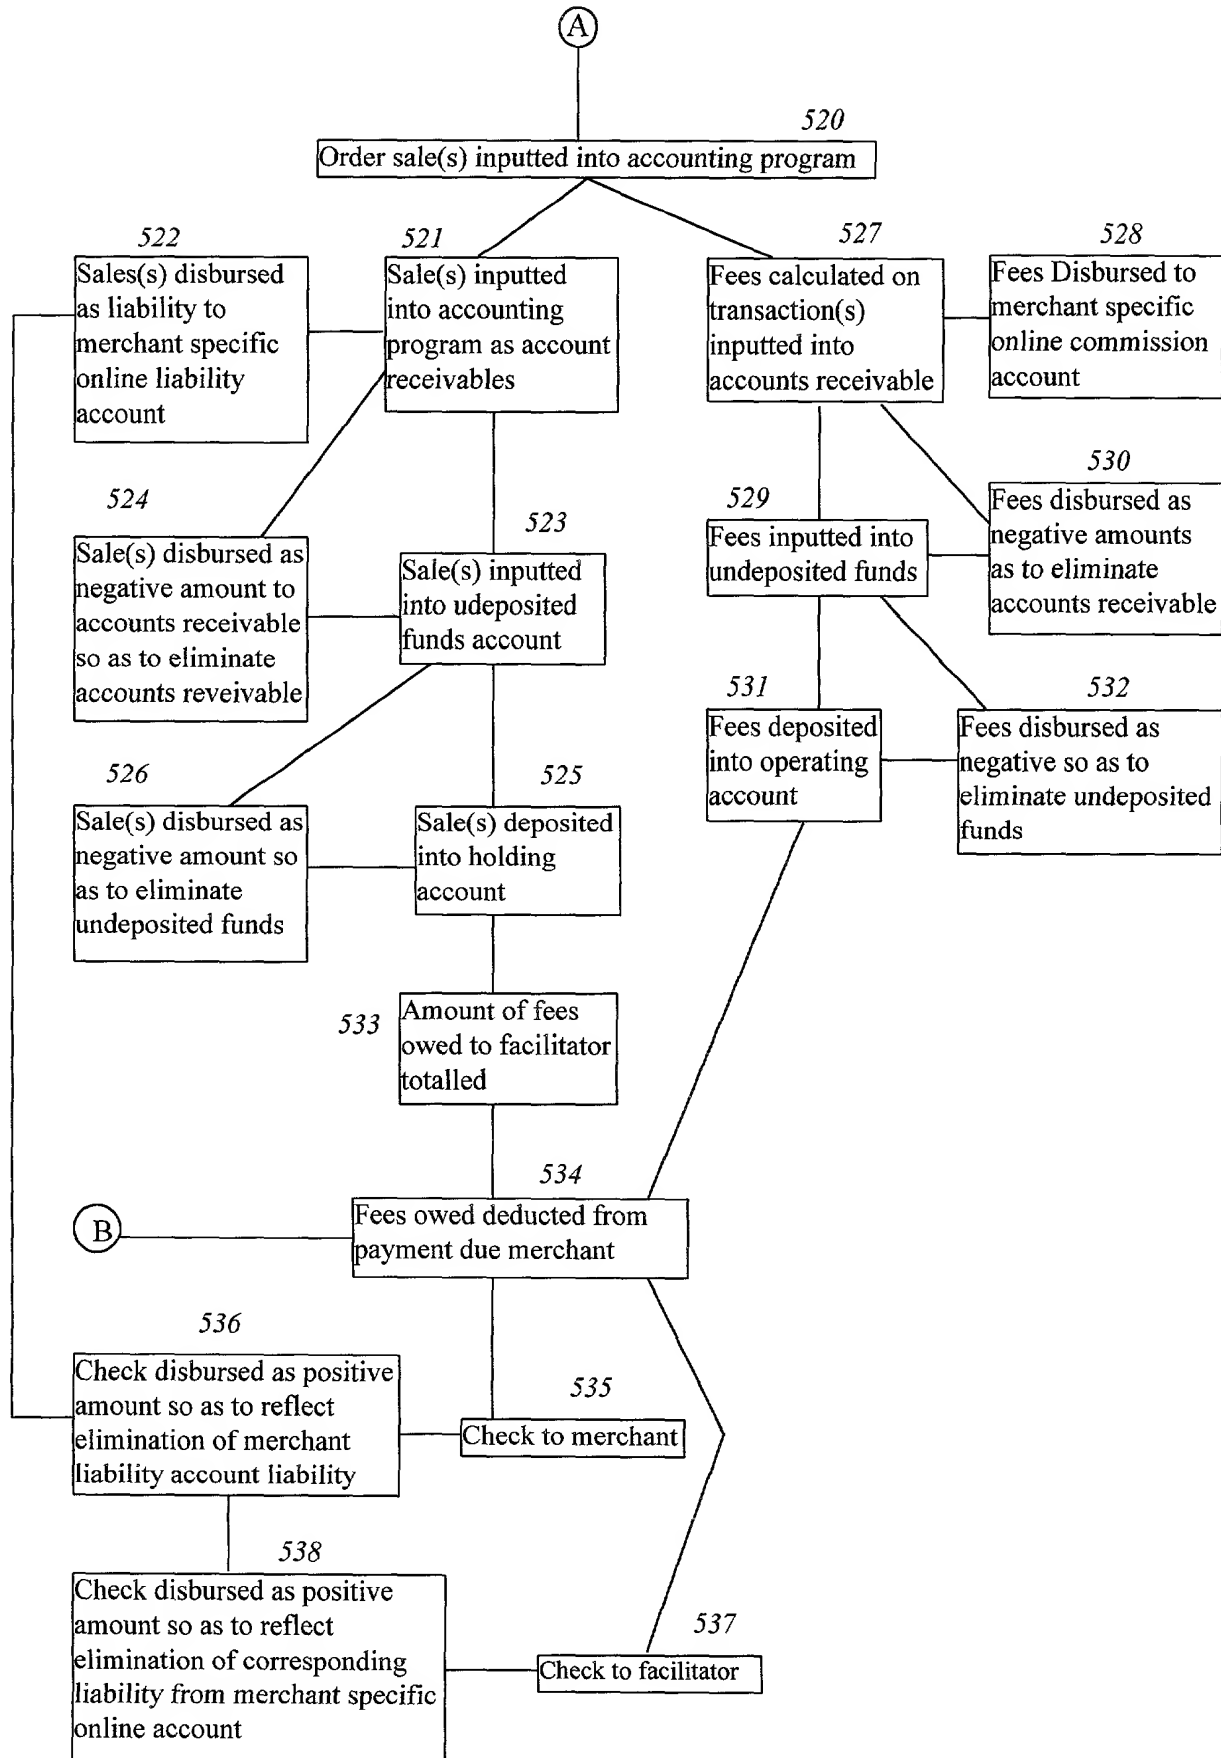 A
520
Order sale(s) inputted into accounting program
522
Sales(s) disbursed
as liability to
merchant specific
online liability
account
521
Sale(s) inputted
into accounting
program as account
receivables
527
Fees calculated on
transaction(s)
inputted into
accounts receivable
528
Fees Disbursed to
merchant specific
online commission
account
524
Sale(s) disbursed as
negative amount to
accounts receivable
so as to eliminate
accounts reveivable
523
Sale(s) inputted
into udeposited
funds account
529
Fees inputted into
undeposited funds
530
Fees disbursed as
negative amounts
as to eliminate
accounts receivable
526
Sale(s) disbursed as
negative amount so
as to eliminate
undeposited funds
525
Sale(s) deposited
into holding
account
531
Fees deposited
into operating
account
532
Fees disbursed as
negative so as to
eliminate undeposited
funds
533
Amount of fees
owed to facilitator
totalled
534
Fees owed deducted from
payment due merchant
B
536
Check disbursed as positive
amount so as to reflect
elimination of merchant
liability account liability
535
Check to merchant
538
Check disbursed as positive
amount so as to reflect
elimination of corresponding
liability from merchant specific
online account
537
Check to facilitator